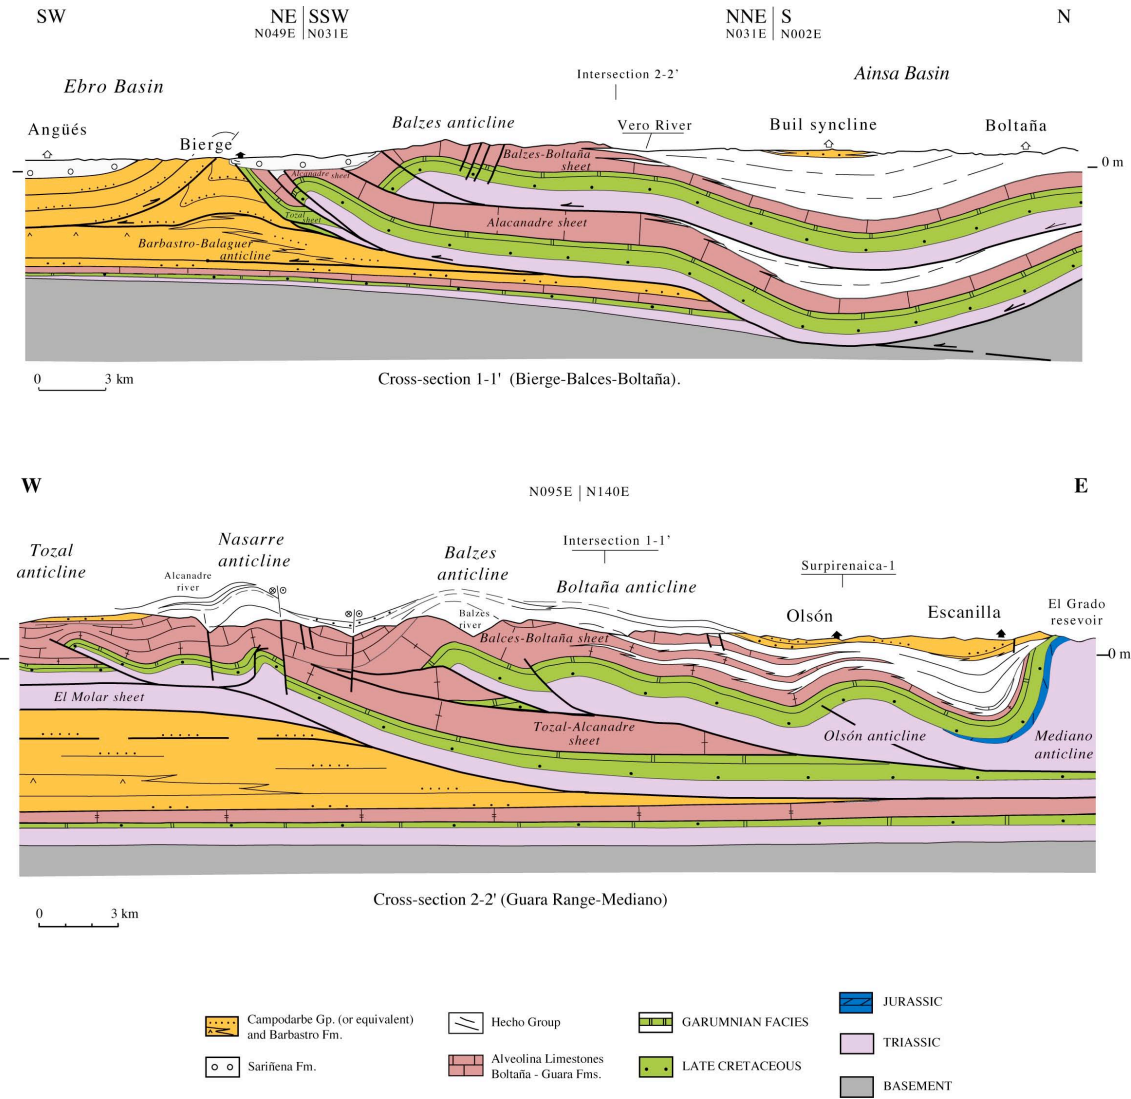 SW
NE | SSW
N049E | N031E
NNE | S
N031E | N002E
N
Ebro Basin
Intersection 2-2'
Ainsa Basin
Angüés
Bierge
Balzes anticline
Vero River
Buil syncline
Boltaña
Balzes-Boltaña
sheet
0 m
Alcanadre sheet
Tozal
sheet
Alacanadre sheet
Barbastro-Balaguer
anticline
0 3 km
Cross-section 1-1' (Bierge-Balces-Boltaña).
W
N095E | N140E
E
Tozal
anticline
Nasarre
anticline
Alcanadre
river
Balzes
anticline
Intersection 1-1'
Boltaña anticline
Surpirenaica-1
Balzes
river
Olsón
Escanilla
El Grado
resevoir
Balces-Boltaña sheet
0 m
El Molar sheet
Tozal-Alcanadre
sheet
Olsón anticline
Mediano
anticline
Cross-section 2-2' (Guara Range-Mediano)
0 3 km
Campodarbe Gp. (or equivalent)
and Barbastro Fm.
Sariñena Fm.
Hecho Group
Alveolina Limestones
Boltaña - Guara Fms.
GARUMNIAN FACIES
LATE CRETACEOUS
JURASSIC
TRIASSIC
BASEMENT